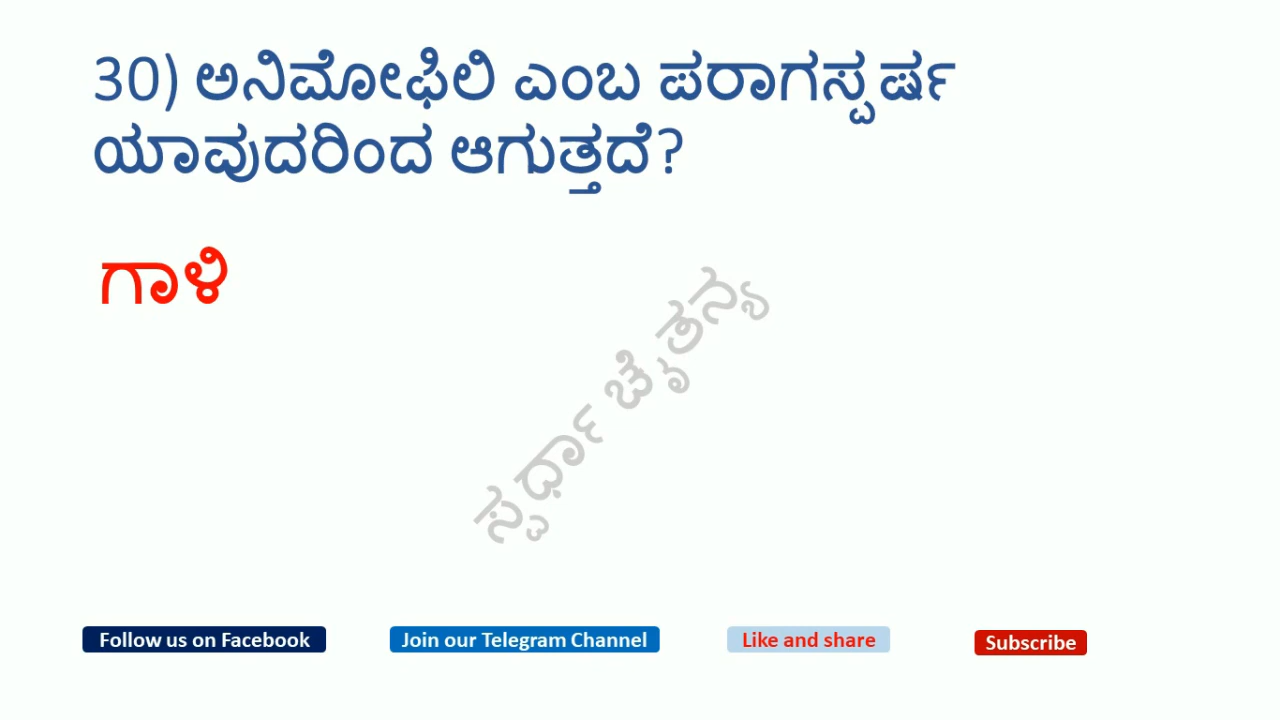 30) ಅನಿಮೋಫಿಲಿ ಎಂಬ ಪರಾಗಸ್ಪರ್ಷ
ಯಾವುದರಿಂದ ಆಗುತ್ತದೆ?
ಗಾಳಿ
ಸ್ಪರ್ಧಾ ಚೈತನ್ಯ
Follow us on Facebook
Join our Telegram Channel
Like and share
Subscribe